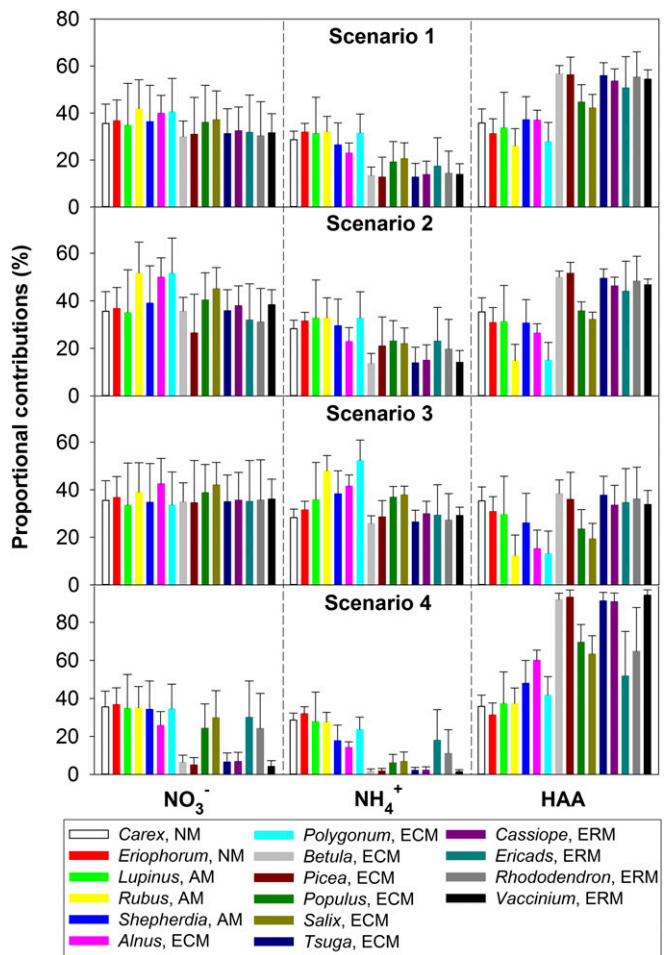 Proportional contributions (%)
Scenario 1
80
60
40
20
0
Scenario 2
60
40
20
0
Scenario 3
60
40
20
0
Scenario 4
80
60
40
20
0
NO₃⁻ NH₄⁺ HAA
Carex, NM
Eriophorum, NM
Lupinus, AM
Rubus, AM
Shepherdia, AM
Alnus, ECM
Polygonum, ECM
Betula, ECM
Picea, ECM
Populus, ECM
Salix, ECM
Tsuga, ECM
Cassiope, ERM
Ericads, ERM
Rhododendron, ERM
Vaccinium, ERM